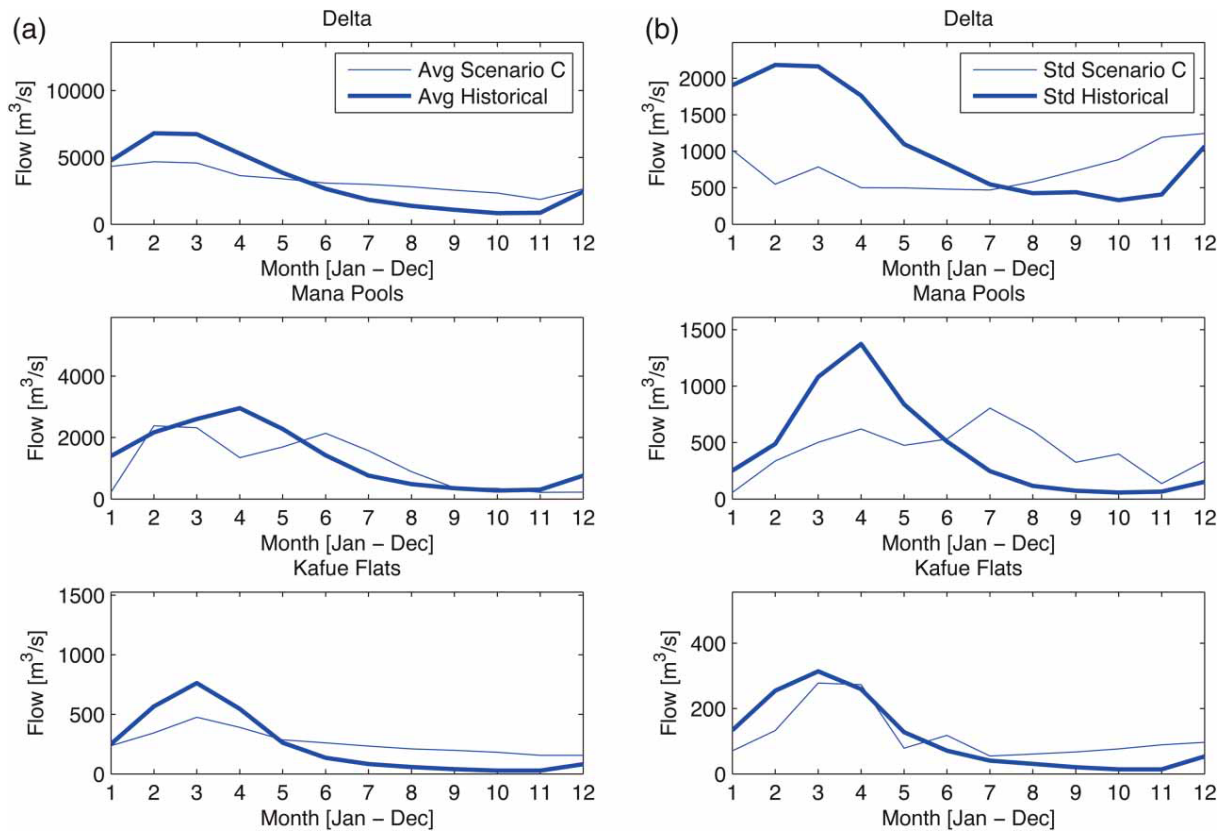 (a)
Delta
Avg Scenario C
Avg Historical
Flow [m³/s]
10000
5000
0
1 2 3 4 5 6 7 8 9 10 11 12
Month [Jan – Dec]
Mana Pools
Flow [m³/s]
4000
2000
0
1 2 3 4 5 6 7 8 9 10 11 12
Month [Jan – Dec]
Kafue Flats
Flow [m³/s]
1500
1000
500
0
1 2 3 4 5 6 7 8 9 10 11 12
Month [Jan – Dec]
(b)
Delta
Std Scenario C
Std Historical
Flow [m³/s]
2000
1500
1000
500
0
1 2 3 4 5 6 7 8 9 10 11 12
Month [Jan – Dec]
Mana Pools
Flow [m³/s]
1500
1000
500
0
1 2 3 4 5 6 7 8 9 10 11 12
Month [Jan – Dec]
Kafue Flats
Flow [m³/s]
400
200
0
1 2 3 4 5 6 7 8 9 10 11 12
Month [Jan – Dec]